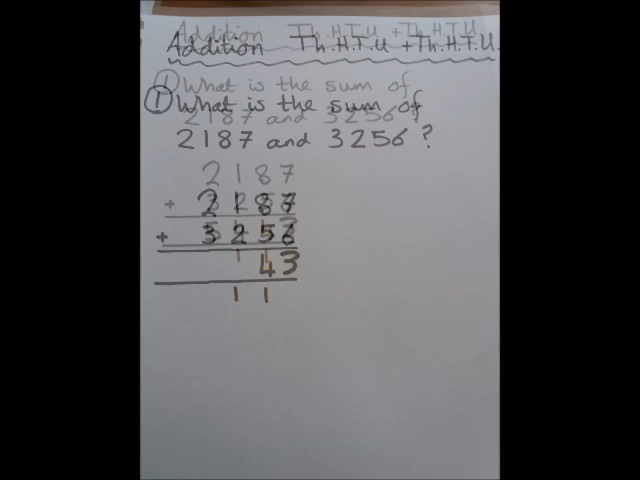 Addition Th.H.T.U + Th.H.T.U.
① What is the sum of
2187 and 3256?
2187
+ 3256
43
1 1